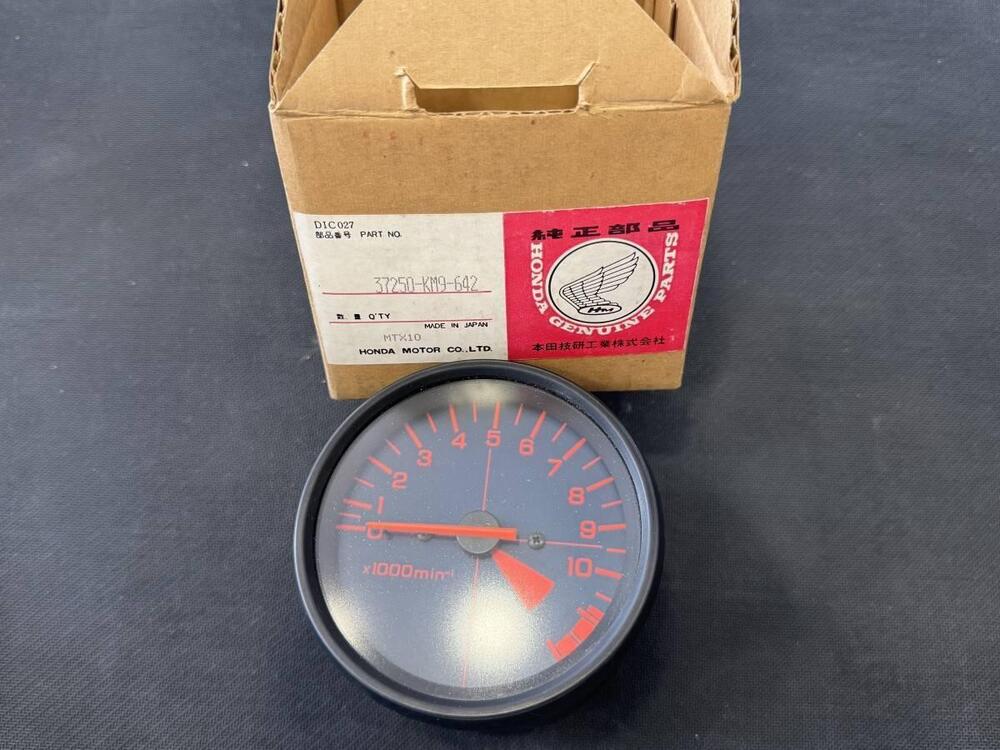 DIC027
部品番号 PART NO.
37250-KM9-642
数量 Q'TY
MADE IN JAPAN
MTX10
HONDA MOTOR CO.,LTD.
純正部品
HONDA GENUINE PARTS
HM
本田技研工業株式会社
0 1 2 3 4 5 6 7 8 9 10
x1000min⁻¹